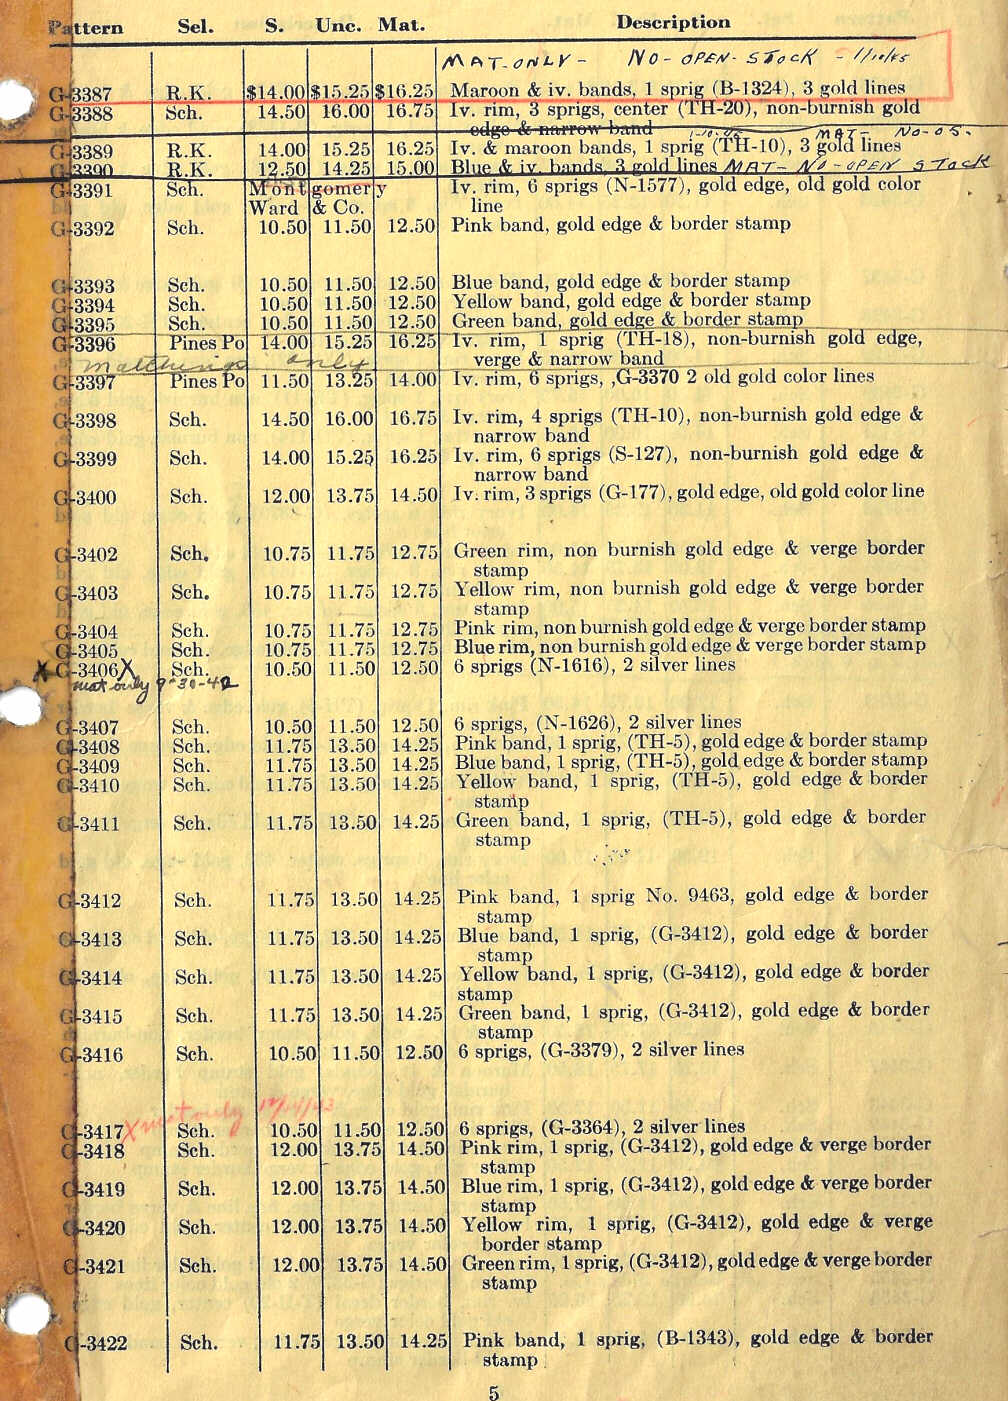 Pattern Sel. S. Unc. Mat. Description
MAT-ONLY- NO-OPEN-STOCK - 1/10/45
G-3387 R.K. $14.00 $15.25 $16.25 Maroon & iv. bands, 1 sprig (B-1324), 3 gold lines
G-3388 Sch. 14.50 16.00 16.75 Iv. rim, 3 sprigs, center (TH-20), non-burnish gold
edge & narrow band MAT- NO-OS.
G-3389 R.K. 14.00 15.25 16.25 Iv. & maroon bands, 1 sprig (TH-10), 3 gold lines
G-3390 R.K. 12.50 14.25 15.00 Blue & iv. bands, 3 gold lines MAT- NO-OPEN STOCK
G-3391 Sch. Montgomery Iv. rim, 6 sprigs (N-1577), gold edge, old gold color
Ward & Co. line
G-3392 Sch. 10.50 11.50 12.50 Pink band, gold edge & border stamp
G-3393 Sch. 10.50 11.50 12.50 Blue band, gold edge & border stamp
G-3394 Sch. 10.50 11.50 12.50 Yellow band, gold edge & border stamp
G-3395 Sch. 10.50 11.50 12.50 Green band, gold edge & border stamp
G-3396 Pines Po 14.00 15.25 16.25 Iv. rim, 1 sprig (TH-18), non-burnish gold edge,
matchings only verge & narrow band
G-3397 Pines Po 11.50 13.25 14.00 Iv. rim, 6 sprigs, ,G-3370 2 old gold color lines
G-3398 Sch. 14.50 16.00 16.75 Iv. rim, 4 sprigs (TH-10), non-burnish gold edge &
narrow band
G-3399 Sch. 14.00 15.25 16.25 Iv. rim, 6 sprigs (S-127), non-burnish gold edge &
narrow band
G-3400 Sch. 12.00 13.75 14.50 Iv. rim, 3 sprigs (G-177), gold edge, old gold color line
G-3402 Sch. 10.75 11.75 12.75 Green rim, non burnish gold edge & verge border
stamp
G-3403 Sch. 10.75 11.75 12.75 Yellow rim, non burnish gold edge & verge border
stamp
G-3404 Sch. 10.75 11.75 12.75 Pink rim, non burnish gold edge & verge border stamp
G-3405 Sch. 10.75 11.75 12.75 Blue rim, non burnish gold edge & verge border stamp
X G-3406 X Sch. 10.50 11.50 12.50 6 sprigs (N-1616), 2 silver lines
mat only 9-30-42
G-3407 Sch. 10.50 11.50 12.50 6 sprigs, (N-1626), 2 silver lines
G-3408 Sch. 11.75 13.50 14.25 Pink band, 1 sprig, (TH-5), gold edge & border stamp
G-3409 Sch. 11.75 13.50 14.25 Blue band, 1 sprig, (TH-5), gold edge & border stamp
G-3410 Sch. 11.75 13.50 14.25 Yellow band, 1 sprig, (TH-5), gold edge & border
stamp
G-3411 Sch. 11.75 13.50 14.25 Green band, 1 sprig, (TH-5), gold edge & border
stamp
G-3412 Sch. 11.75 13.50 14.25 Pink band, 1 sprig No. 9463, gold edge & border
stamp
G-3413 Sch. 11.75 13.50 14.25 Blue band, 1 sprig, (G-3412), gold edge & border
stamp
G-3414 Sch. 11.75 13.50 14.25 Yellow band, 1 sprig, (G-3412), gold edge & border
stamp
G-3415 Sch. 11.75 13.50 14.25 Green band, 1 sprig, (G-3412), gold edge & border
stamp
G-3416 Sch. 10.50 11.50 12.50 6 sprigs, (G-3379), 2 silver lines
X mat only 12/14/43
G-3417 Sch. 10.50 11.50 12.50 6 sprigs, (G-3364), 2 silver lines
G-3418 Sch. 12.00 13.75 14.50 Pink rim, 1 sprig, (G-3412), gold edge & verge border
stamp
G-3419 Sch. 12.00 13.75 14.50 Blue rim, 1 sprig, (G-3412), gold edge & verge border
stamp
G-3420 Sch. 12.00 13.75 14.50 Yellow rim, 1 sprig, (G-3412), gold edge & verge
border stamp
G-3421 Sch. 12.00 13.75 14.50 Green rim, 1 sprig, (G-3412), gold edge & verge border
stamp
G-3422 Sch. 11.75 13.50 14.25 Pink band, 1 sprig, (B-1343), gold edge & border
stamp
5